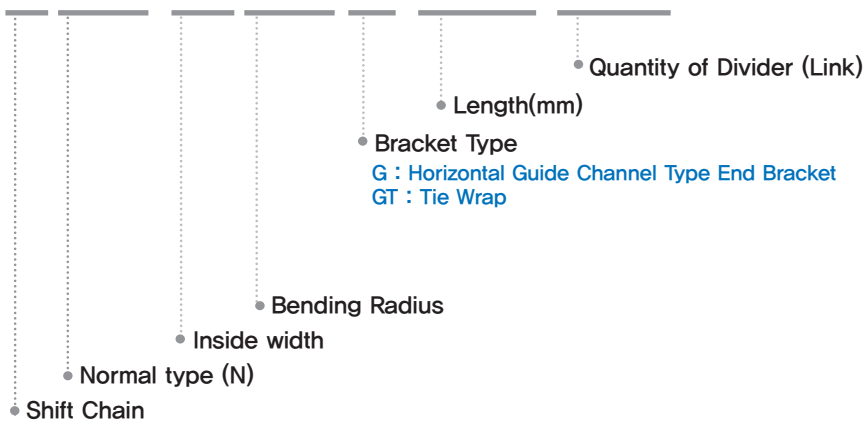 Quantity of Divider (Link)
Length(mm)
Bracket Type
G : Horizontal Guide Channel Type End Bracket
GT : Tie Wrap
Bending Radius
Inside width
Normal type (N)
Shift Chain